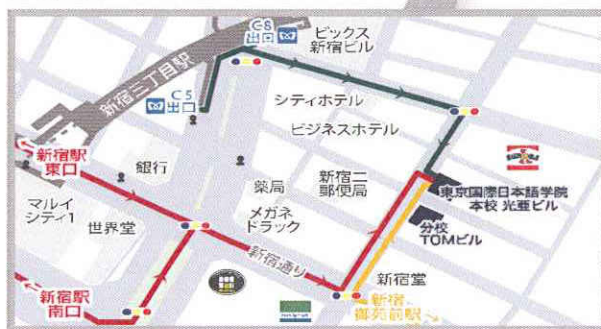 C8
出口
ビックス
新宿ビル
新宿三丁目駅
C5
出口
シティホテル
ビジネスホテル
新宿駅
東口
銀行
薬局
新宿二
郵便局
東京国際日本語学院
本校 光亜ビル
マルイ
シティ1
世界堂
メガネ
ドラック
分校
TOMビル
新宿通り
新宿堂
新宿駅
南口
新宿
御苑前駅